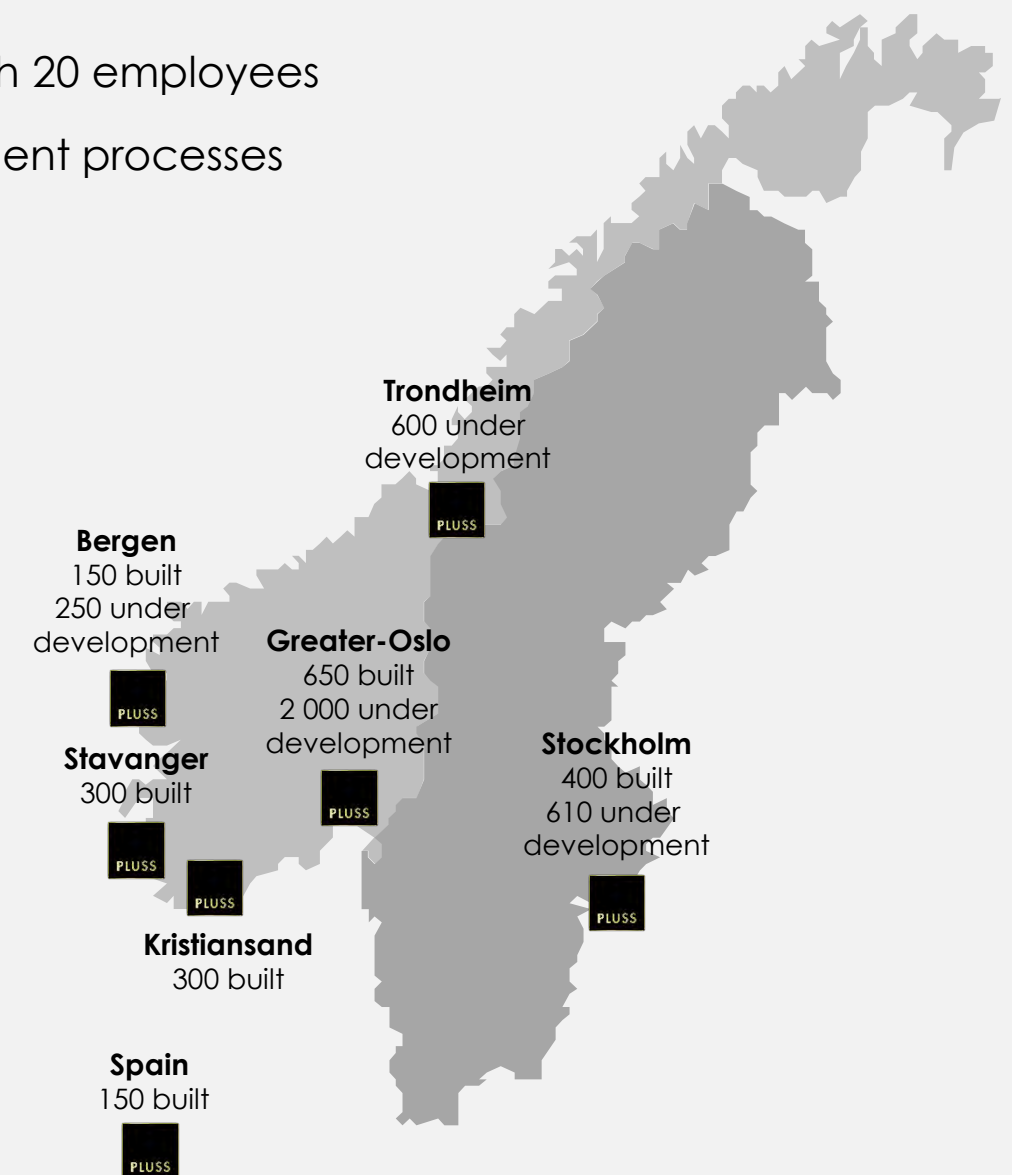 h 20 employees
ent processes
Trondheim
600 under
development
PLUSS
Bergen
150 built
250 under
development
PLUSS
Greater-Oslo
650 built
2 000 under
development
PLUSS
Stavanger
300 built
PLUSS
Stockholm
400 built
610 under
development
PLUSS
PLUSS
Kristiansand
300 built
Spain
150 built
PLUSS